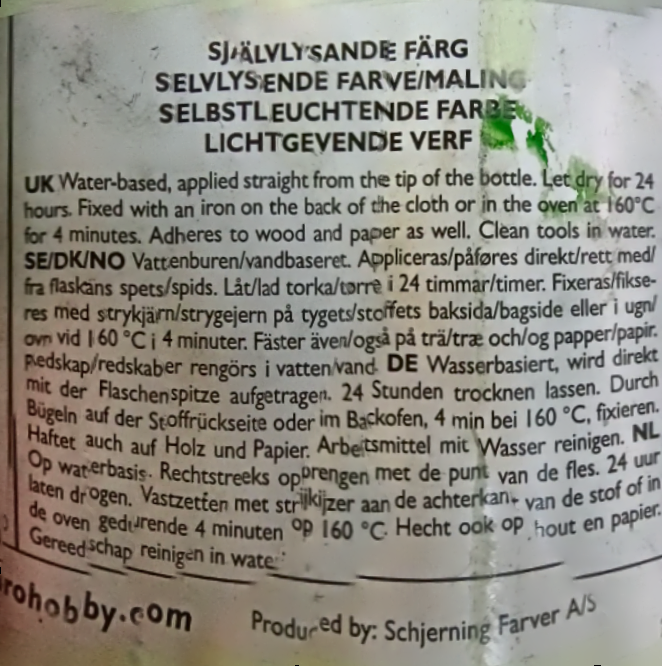 SJÄLVLYSANDE FÄRG
SELVLYSENDE FARVE/MALING
SELBSTLEUCHTENDE FARBE
LICHTGEVENDE VERF
UK Water-based, applied straight from the tip of the bottle. Let dry for 24
hours. Fixed with an iron on the back of the cloth or in the oven at 160°C
for 4 minutes. Adheres to wood and paper as well. Clean tools in water.
SE/DK/NO Vattenburen/vandbaseret. Appliceras/påføres direkt/rett med/
fra flaskans spets/spids. Låt/lad torka/tørre i 24 timmar/timer. Fixeras/fikse-
res med strykjärn/strygejern på tygets/stoffets baksida/bagside eller i ugn/
ovn vid 160 °C i 4 minuter. Fäster även/også på trä/træ och/og papper/papir.
Redskap/redskaber rengörs i vatten/vand. DE Wasserbasiert, wird direkt
mit der Flaschenspitze aufgetragen. 24 Stunden trocknen lassen. Durch
Bügeln auf der Stoffrückseite oder im Backofen, 4 min bei 160 °C, fixieren.
Haftet auch auf Holz und Papier. Arbeitsmittel mit Wasser reinigen. NL
Op waterbasis. Rechtstreeks opbrengen met de punt van de fles. 24 uur
laten drogen. Vastzetten met strijkijzer aan de achterkant van de stof of in
de oven gedurende 4 minuten op 160 °C. Hecht ook op hout en papier.
Gereedschap reinigen in water.
rohobby.com
Produced by: Schjerning Farver A/S